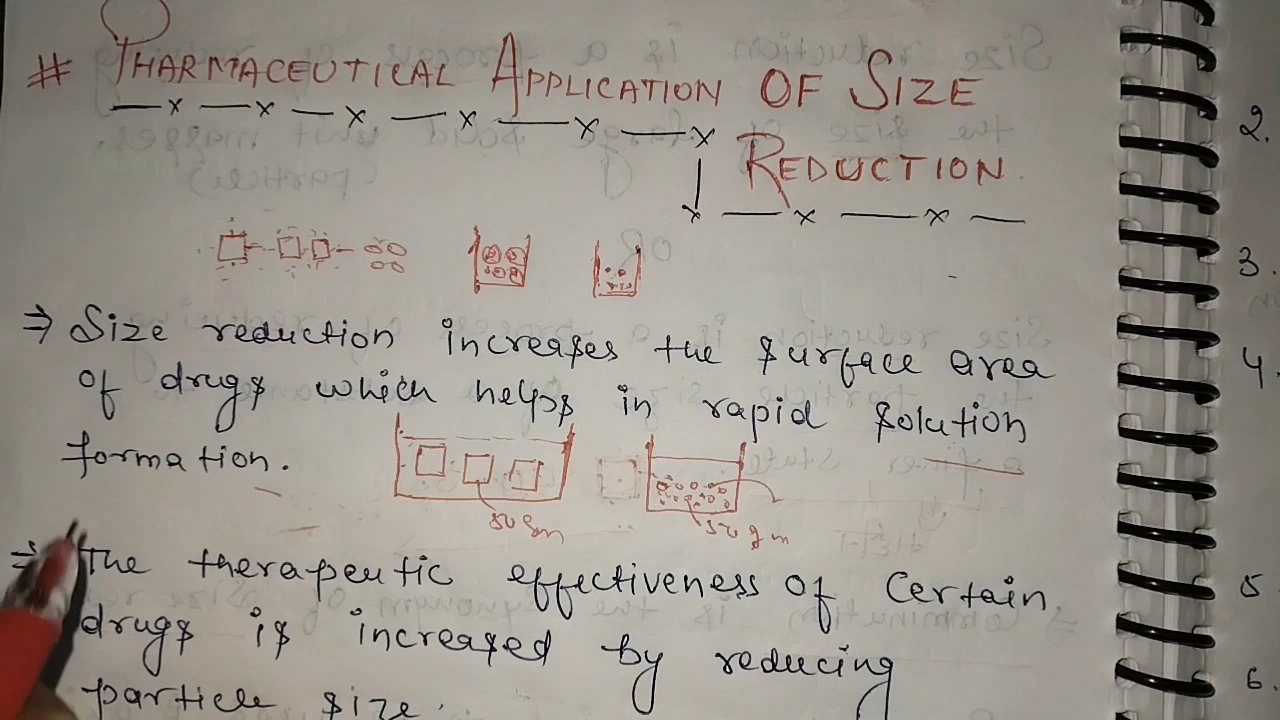 # PHARMACEUTICAL APPLICATION OF SIZE
REDUCTION
⇒ Size reduction increases the surface area
of drugs which helps in rapid solution
formation.
50 gm
50 gm
⇒ The therapeutic effectiveness of certain
drugs is increased by reducing
particle size.
2.
3.
4.
5.
6.